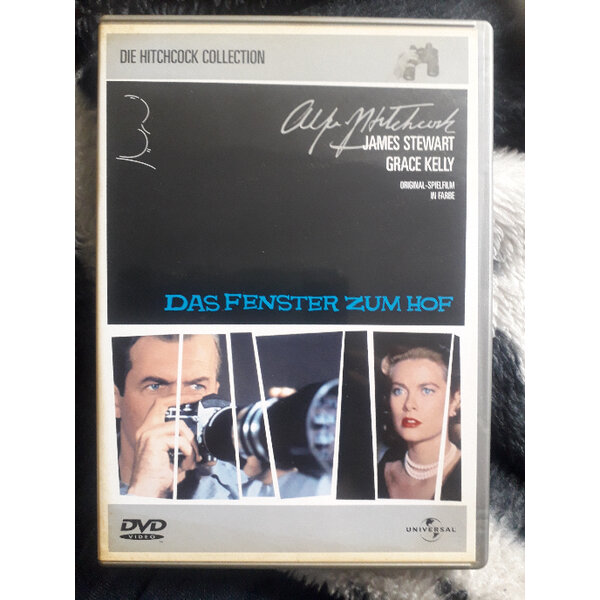 DIE HITCHCOCK COLLECTION
Alfred Hitchcock
JAMES STEWART
GRACE KELLY
ORIGINAL-SPIELFILM
IN FARBE
DAS FENSTER ZUM HOF
DVD
VIDEO
UNIVERSAL